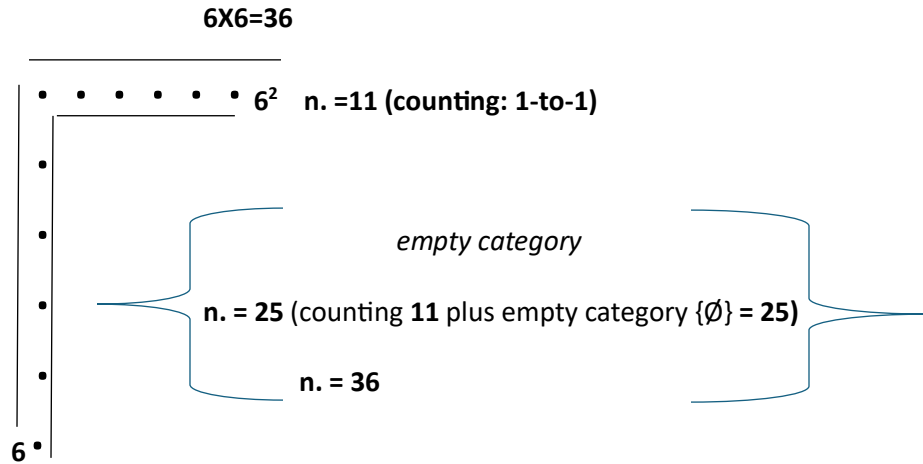 6X6=36
6² n. =11 (counting: 1-to-1)
empty category
n. = 25 (counting 11 plus empty category {Ø} = 25)
n. = 36
6